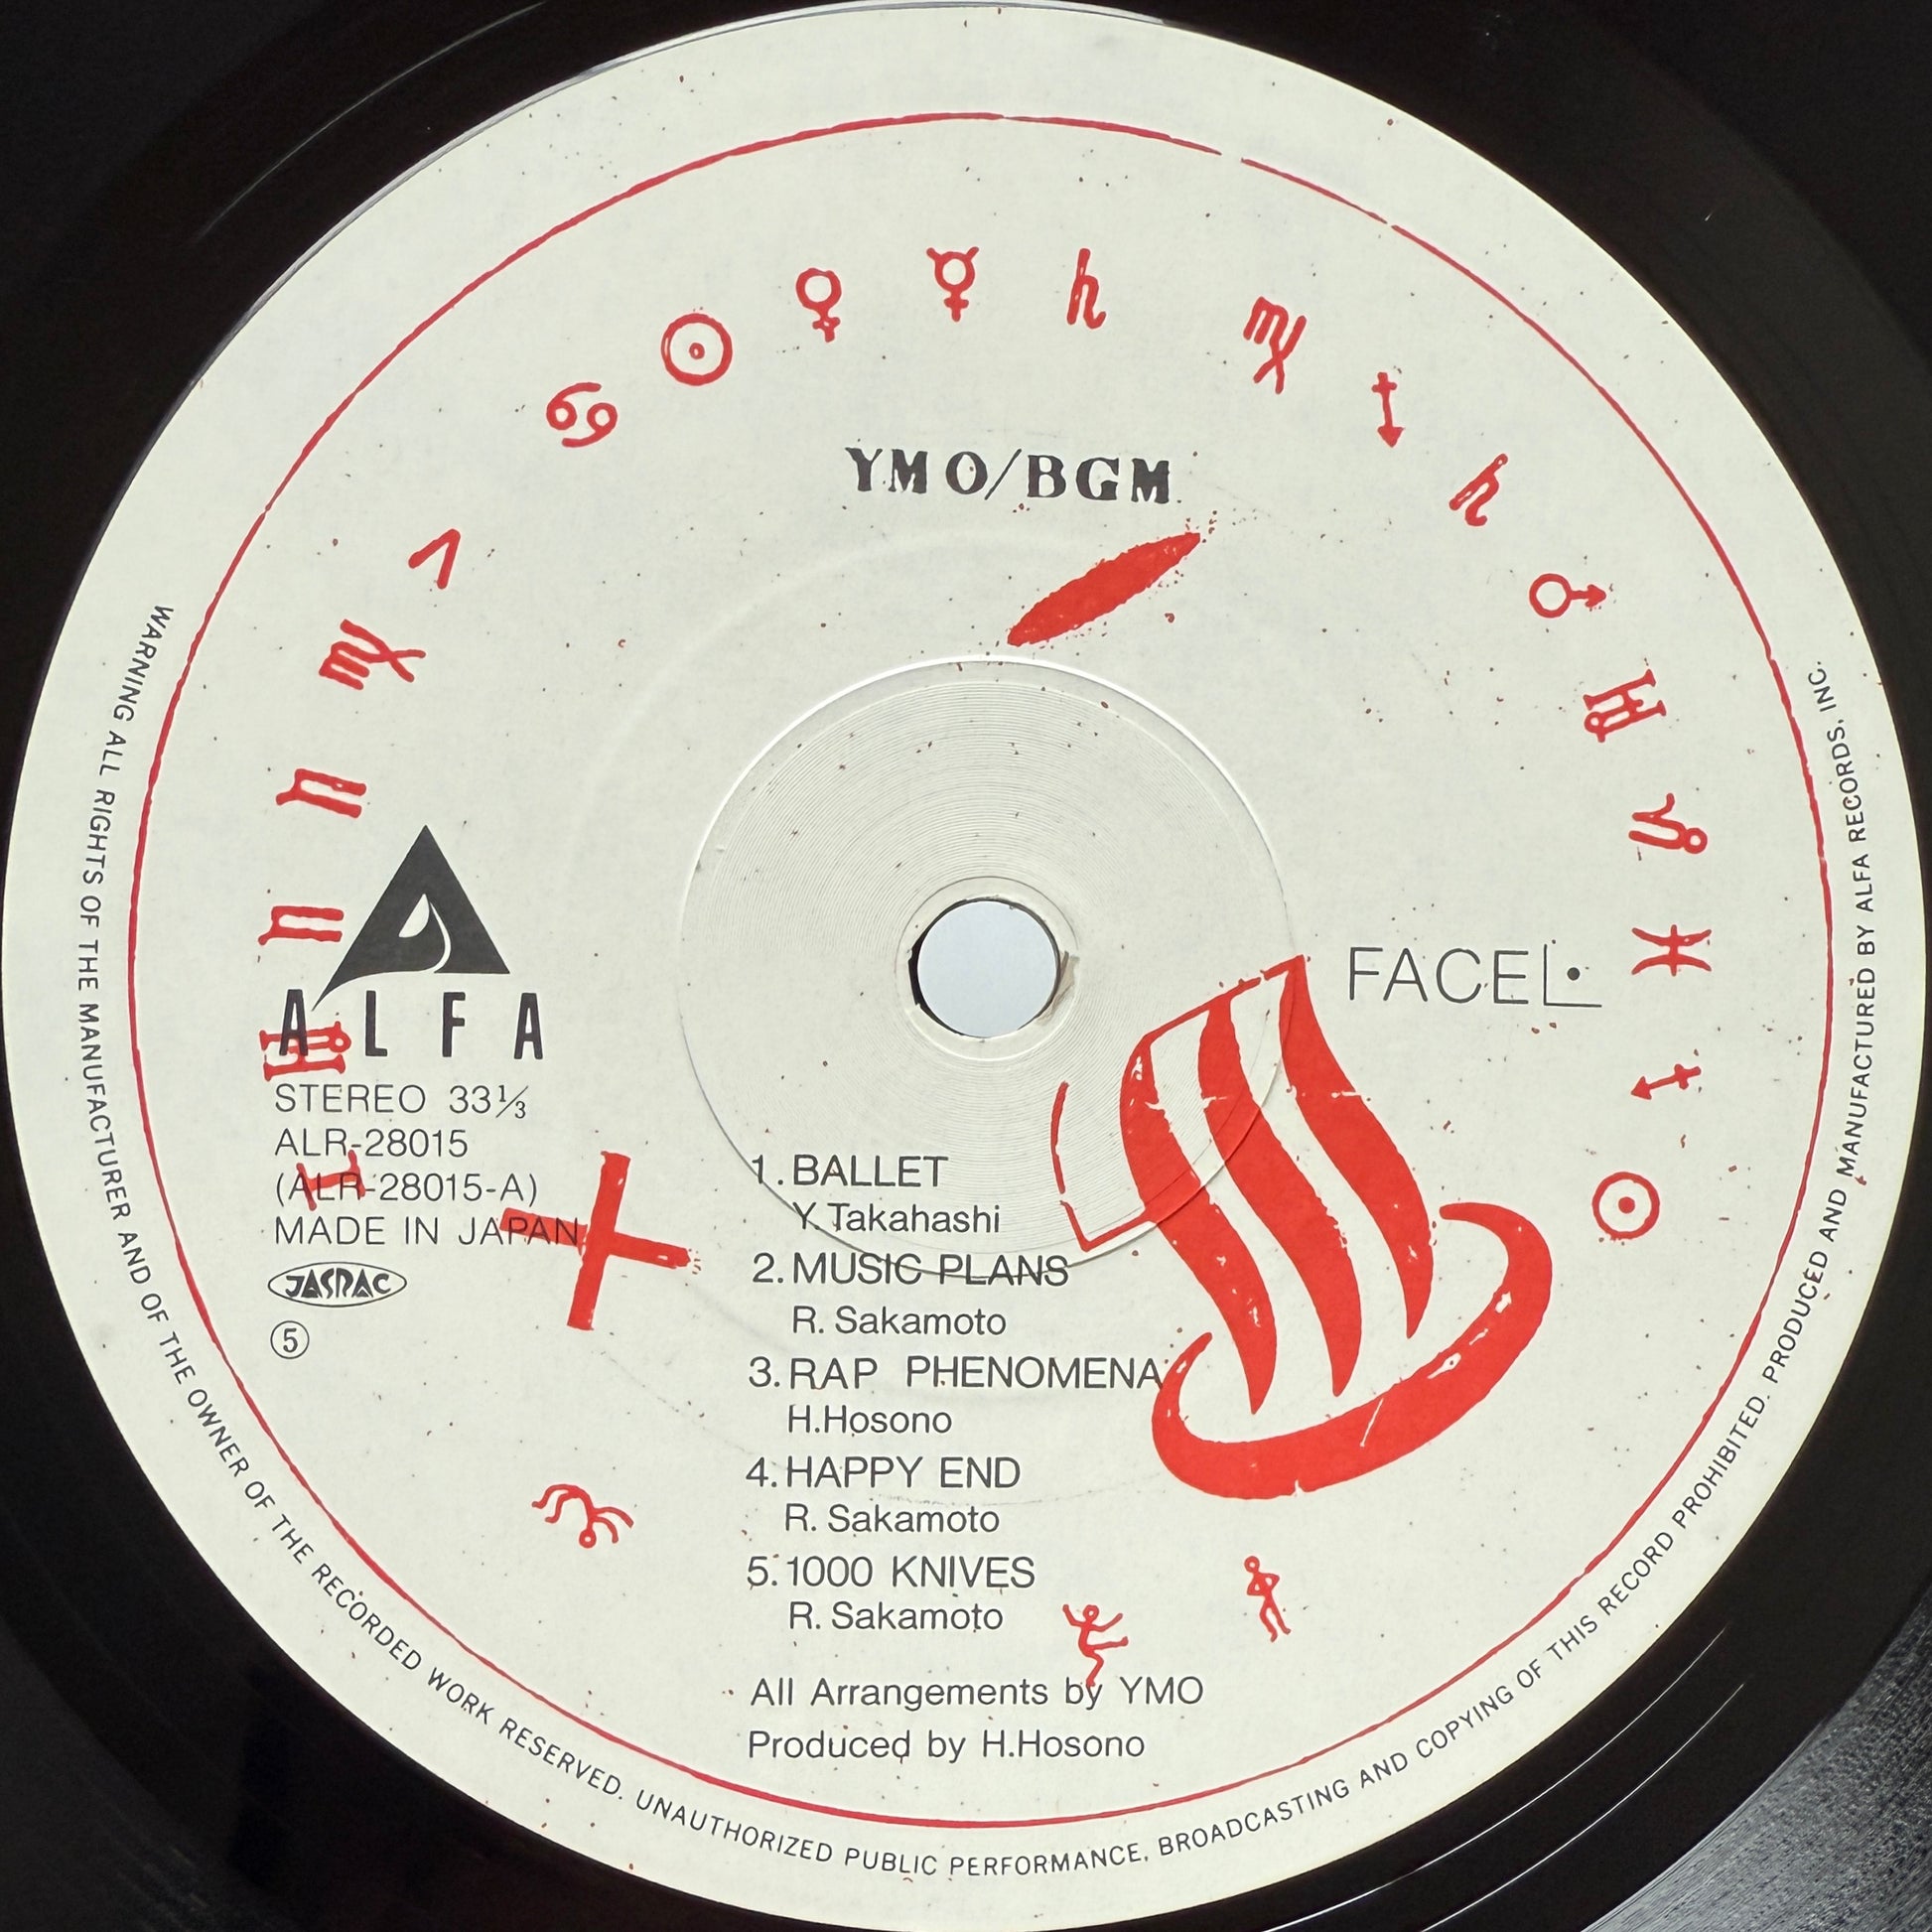 YMO/BGM
ALFA
STEREO 33⅓
ALR-28015
(ALR-28015-A)
MADE IN JAPAN
JASRAC
⑤
FACE
1. BALLET
Y. Takahashi
2. MUSIC PLANS
R. Sakamoto
3. RAP PHENOMENA
H.Hosono
4. HAPPY END
R. Sakamoto
5. 1000 KNIVES
R. Sakamoto
All Arrangements by YMO
Produced by H.Hosono
WARNING ALL RIGHTS OF THE MANUFACTURER AND OF THE OWNER OF THE RECORDED WORK RESERVED. UNAUTHORIZED PUBLIC PERFORMANCE, BROADCASTING AND COPYING OF THIS RECORD PROHIBITED. PRODUCED AND MANUFACTURED BY ALFA RECORDS, INC.